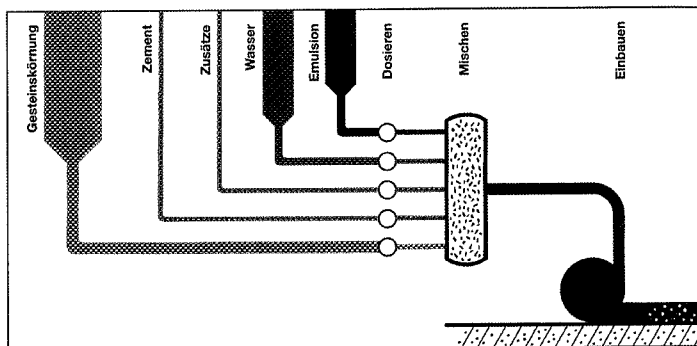 Gesteinskörnung
Zement
Zusätze
Wasser
Emulsion
Dosieren
Mischen
Einbauen